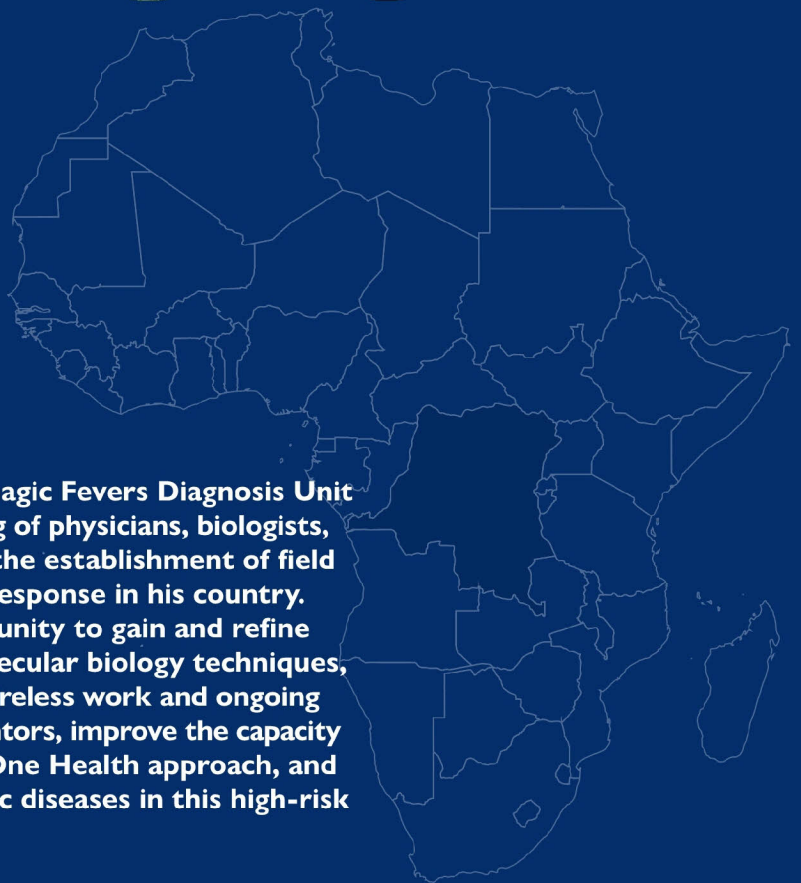 agic Fevers Diagnosis Unit
g of physicians, biologists,
the establishment of field
esponse in his country.
unity to gain and refine
ecular biology techniques,
reless work and ongoing
ntors, improve the capacity
One Health approach, and
c diseases in this high-risk